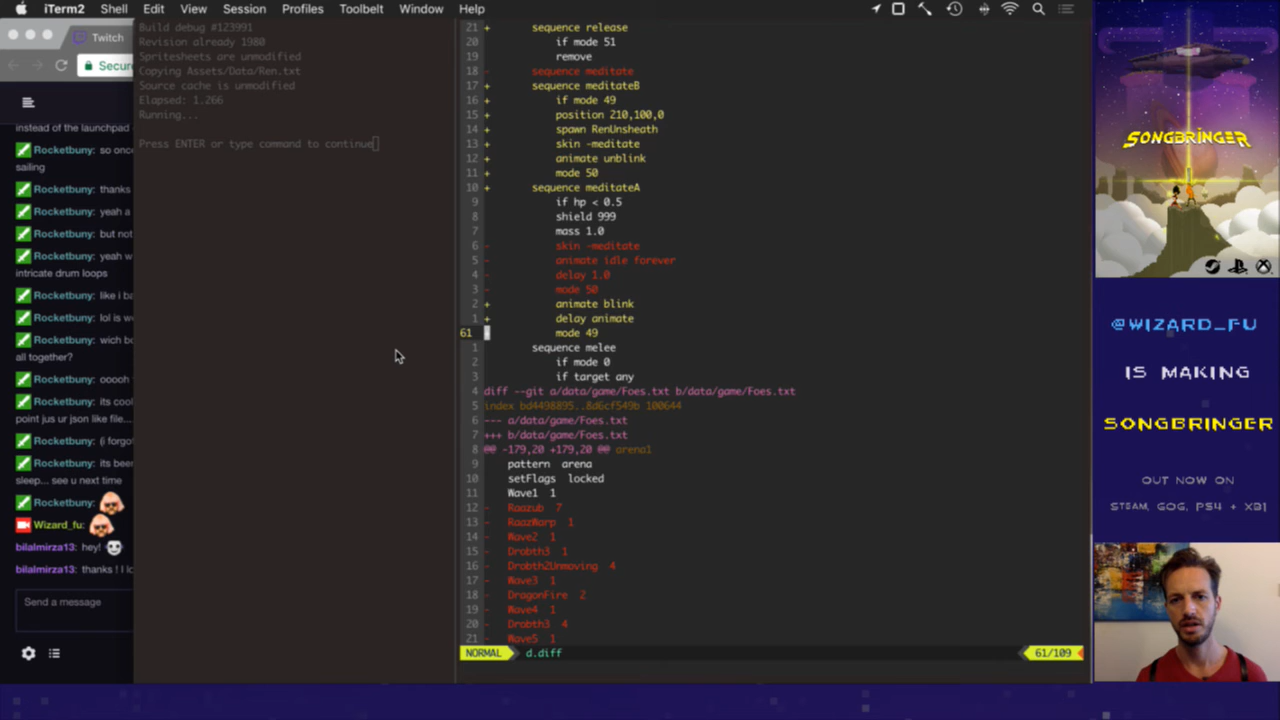 iTerm2 Shell Edit View Session Profiles Toolbelt Window Help
Twitch
Secur
instead of the launchpad
Rocketbuny: so once
sailing
Rocketbuny: thanks
Rocketbuny: yeah a
Rocketbuny: but not
Rocketbuny: yeah w
intricate drum loops
Rocketbuny: like i ba
Rocketbuny: lol is we
Rocketbuny: wich be
all together?
Rocketbuny: ooooh
Rocketbuny: its cool
point jus ur json like file...
Rocketbuny: (i forgot
Rocketbuny: its been
sleep... see u next time
Rocketbuny:
Wizard_fu:
bilalmirza13: hey!
bilalmirza13: thanks ! I lo
Send a message
Build debug #123991
Revision already 1980
Spritesheets are unmodified
Copying Assets/Data/Ren.txt
Source cache is unmodified
Elapsed: 1.266
Running...
Press ENTER or type command to continue
21 + sequence release
20 if mode 51
19 remove
18 - sequence meditate
17 + sequence meditateB
16 + if mode 49
15 + position 210,100,0
14 + spawn RenUnsheath
13 + skin -meditate
12 + animate unblink
11 + mode 50
10 + sequence meditateA
9 if hp < 0.5
8 shield 999
7 mass 1.0
6 - skin -meditate
5 - animate idle forever
4 - delay 1.0
3 - mode 50
2 + animate blink
1 + delay animate
61 mode 49
1 sequence melee
2 if mode 0
3 if target any
4 diff --git a/data/game/Foes.txt b/data/game/Foes.txt
5 index bd4498895..8d6cf549b 100644
6 --- a/data/game/Foes.txt
7 +++ b/data/game/Foes.txt
8 @@ -179,20 +179,20 @@ arena1
9 pattern arena
10 setFlags locked
11 Wave1 1
12 - Raazub 7
13 - RaazWarp 1
14 - Wave2 1
15 - Drobth3 1
16 - Drobth2Unmoving 4
17 - Wave3 1
18 - DragonFire 2
19 - Wave4 1
20 - Drobth3 4
21 - Wave5 1
NORMAL d.diff 61/109
SONGBRINGER
@WIZARD_FU
IS MAKING
SONGBRINGER
OUT NOW ON
STEAM, GOG, PS4 + XB1